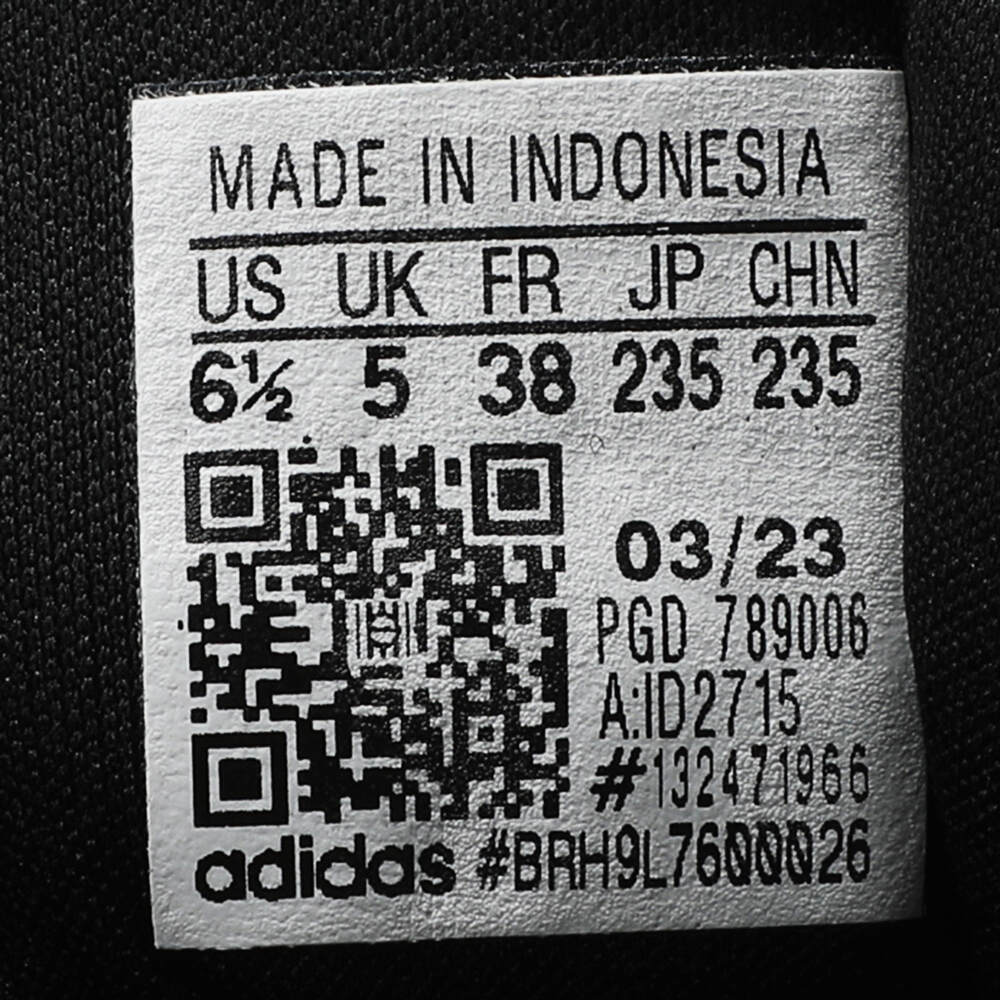 MADE IN INDONESIA
US UK FR JP CHN
6½ 5 38 235 235
03/23
PGD 789006
A:ID2715
#132471966
adidas #BRH9L7600026